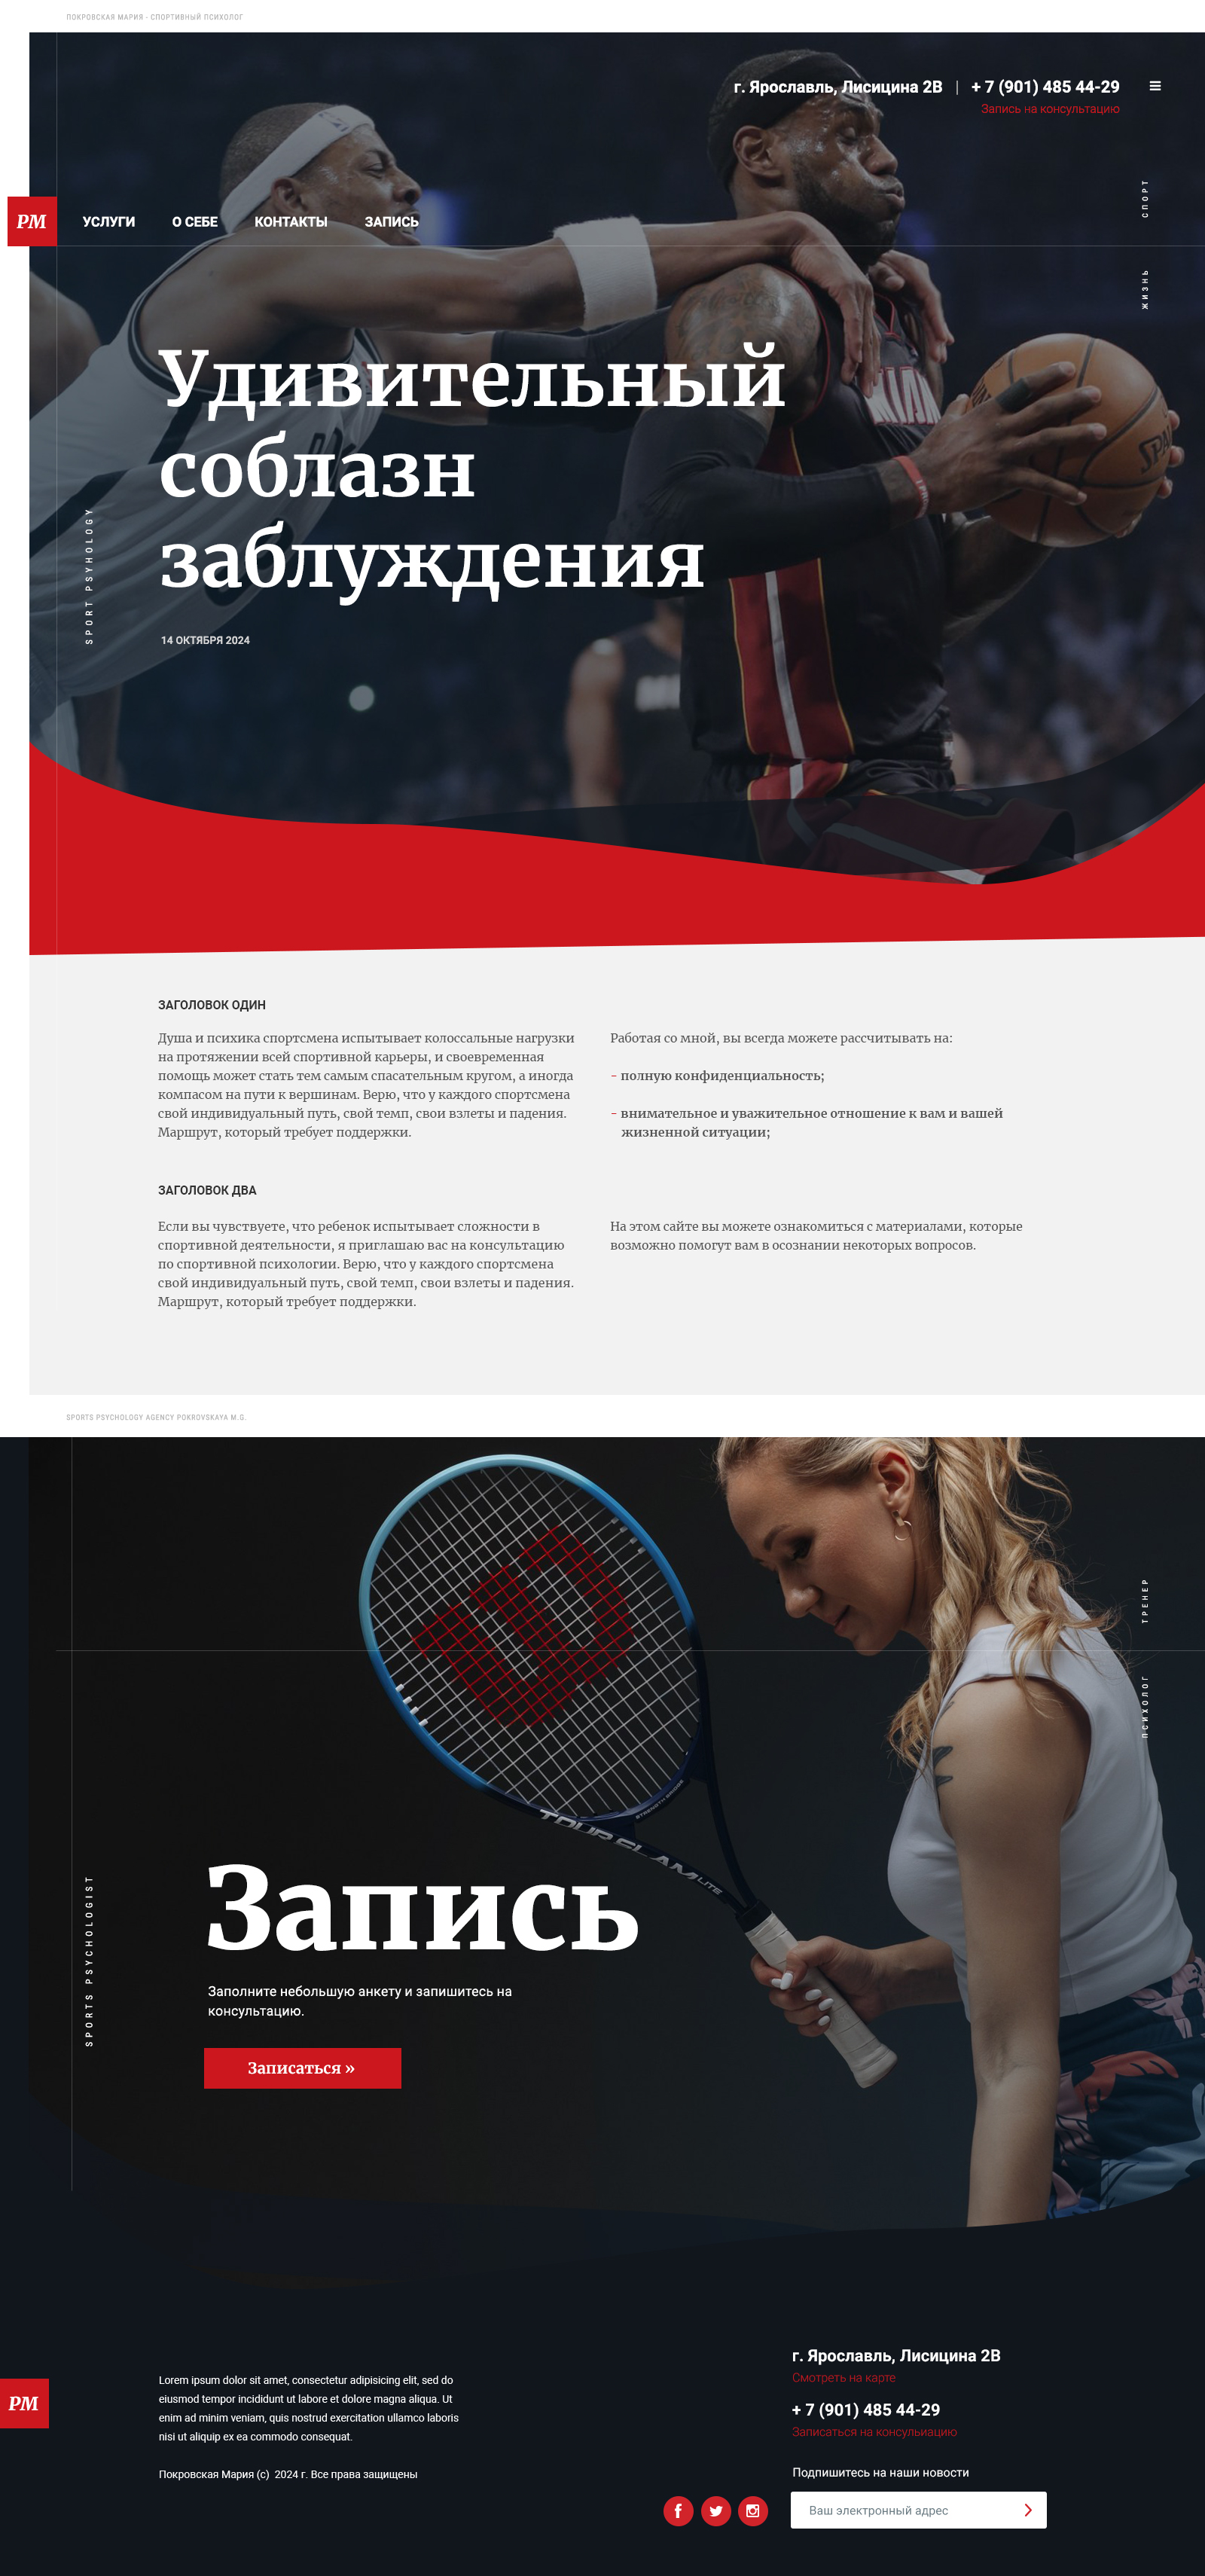 ПОКРОВСКАЯ МАРИЯ - СПОРТИВНЫЙ ПСИХОЛОГ
г. Ярославль, Лисицина 2В | + 7 (901) 485 44-29
Запись на консультацию
СПОРТ
PM
УСЛУГИ О СЕБЕ КОНТАКТЫ ЗАПИСЬ
ЖИЗНЬ
Удивительный
соблазн
заблуждения
SPORT PSYHOLOGY
14 ОКТЯБРЯ 2024
ЗАГОЛОВОК ОДИН
Душа и психика спортсмена испытывает колоссальные нагрузки
на протяжении всей спортивной карьеры, и своевременная
помощь может стать тем самым спасательным кругом, а иногда
компасом на пути к вершинам. Верю, что у каждого спортсмена
свой индивидуальный путь, свой темп, свои взлеты и падения.
Маршрут, который требует поддержки.
Работая со мной, вы всегда можете рассчитывать на:
- полную конфиденциальность;
- внимательное и уважительное отношение к вам и вашей
жизненной ситуации;
ЗАГОЛОВОК ДВА
Если вы чувствуете, что ребенок испытывает сложности в
спортивной деятельности, я приглашаю вас на консультацию
по спортивной психологии. Верю, что у каждого спортсмена
свой индивидуальный путь, свой темп, свои взлеты и падения.
Маршрут, который требует поддержки.
На этом сайте вы можете ознакомиться с материалами, которые
возможно помогут вам в осознании некоторых вопросов.
SPORTS PSYCHOLOGY AGENCY POKROVSKAYA M.G.
ТРЕНЕР
ПСИХОЛОГ
STRENGTH BRIDGE
TOUR SLAM LITE
SPORTS PSYCHOLOGIST
Запись
Заполните небольшую анкету и запишитесь на
консультацию.
Записаться »
PM
Lorem ipsum dolor sit amet, consectetur adipisicing elit, sed do
eiusmod tempor incididunt ut labore et dolore magna aliqua. Ut
enim ad minim veniam, quis nostrud exercitation ullamco laboris
nisi ut aliquip ex ea commodo consequat.
Покровская Мария (с) 2024 г. Все права защищены
г. Ярославль, Лисицина 2В
Смотреть на карте
+ 7 (901) 485 44-29
Записаться на консульиацию
Подпишитесь на наши новости
Ваш электронный адрес